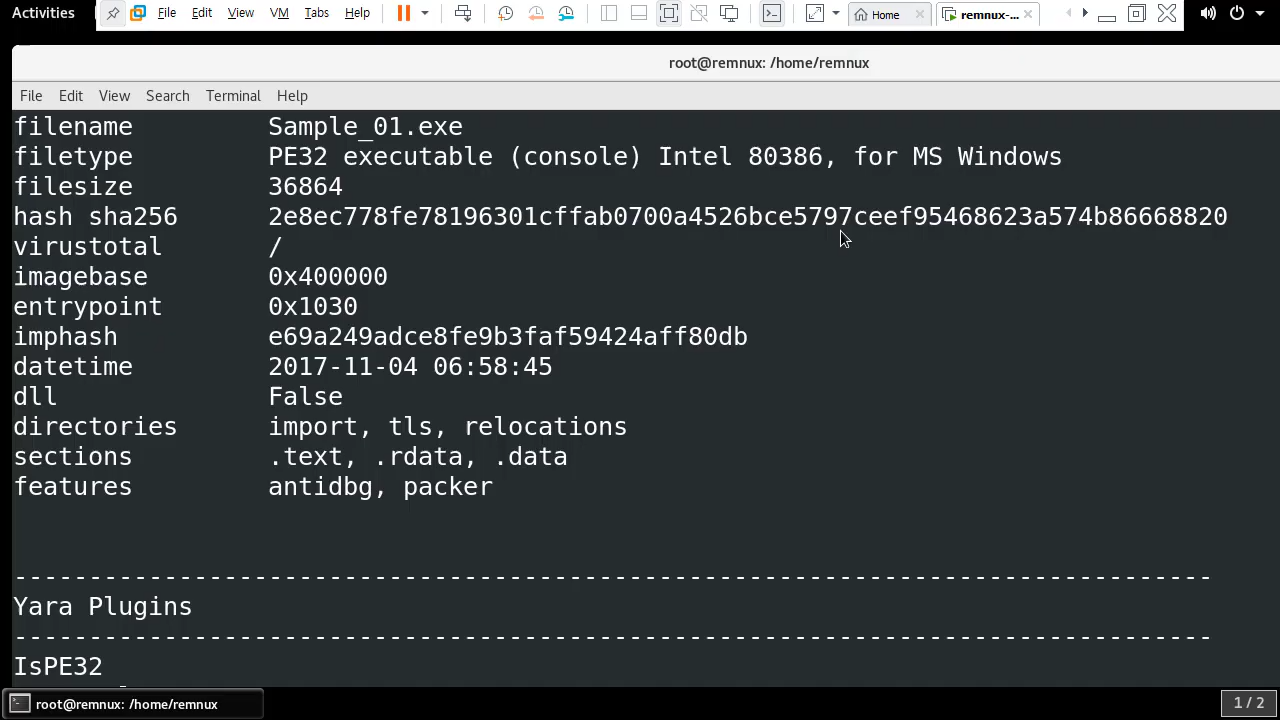 Activities File Edit View VM Tabs Help Home remnux-...
root@remnux: /home/remnux
File Edit View Search Terminal Help
filename Sample_01.exe
filetype PE32 executable (console) Intel 80386, for MS Windows
filesize 36864
hash sha256 2e8ec778fe78196301cffab0700a4526bce5797ceef95468623a574b86668820
virustotal /
imagebase 0x400000
entrypoint 0x1030
imphash e69a249adce8fe9b3faf59424aff80db
datetime 2017-11-04 06:58:45
dll False
directories import, tls, relocations
sections .text, .rdata, .data
features antidbg, packer
--------------------------------------------------------------------------------
Yara Plugins
--------------------------------------------------------------------------------
IsPE32
root@remnux: /home/remnux 1 / 2